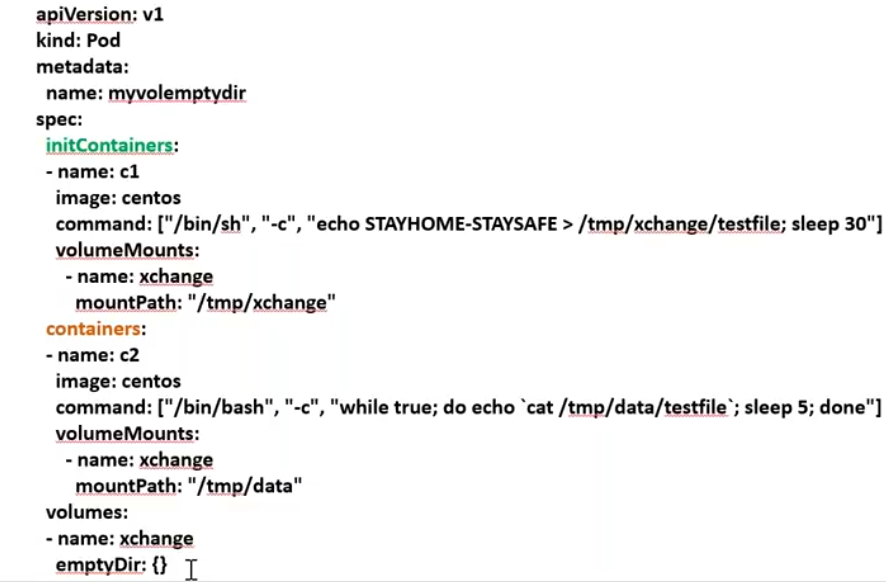 apiVersion: v1
kind: Pod
metadata:
  name: myvolemptydir
spec:
  initContainers:
  - name: c1
    image: centos
    command: ["/bin/sh", "-c", "echo STAYHOME-STAYSAFE > /tmp/xchange/testfile; sleep 30"]
    volumeMounts:
      - name: xchange
        mountPath: "/tmp/xchange"
  containers:
  - name: c2
    image: centos
    command: ["/bin/bash", "-c", "while true; do echo `cat /tmp/data/testfile`; sleep 5; done"]
    volumeMounts:
      - name: xchange
        mountPath: "/tmp/data"
  volumes:
  - name: xchange
    emptyDir: {}